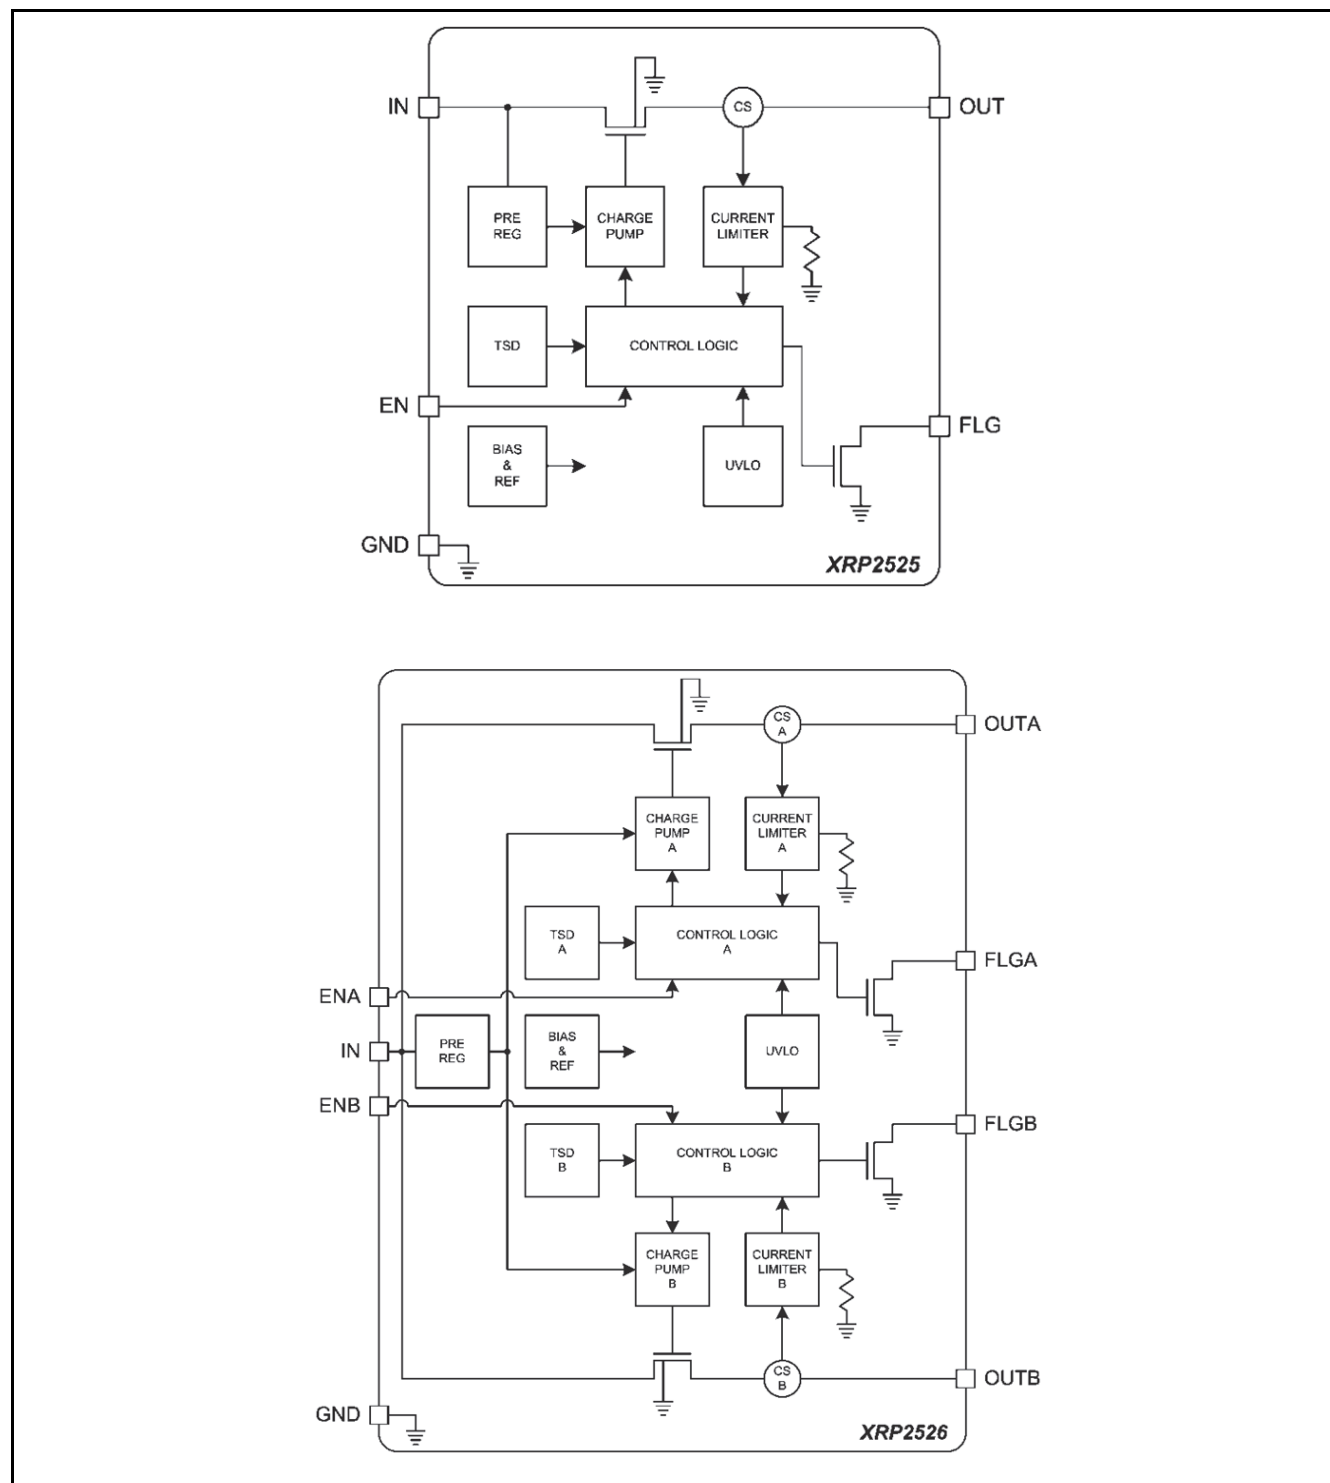 IN
CS
OUT
PRE
REG
CHARGE
PUMP
CURRENT
LIMITER
TSD
CONTROL LOGIC
EN
FLG
BIAS
&
REF
UVLO
GND
XRP2525
CS
A
OUTA
CHARGE
PUMP
A
CURRENT
LIMITER
A
TSD
A
CONTROL LOGIC
A
FLGA
ENA
IN
PRE
REG
BIAS
&
REF
UVLO
ENB
FLGB
TSD
B
CONTROL LOGIC
B
CHARGE
PUMP
B
CURRENT
LIMITER
B
CS
B
OUTB
GND
XRP2526